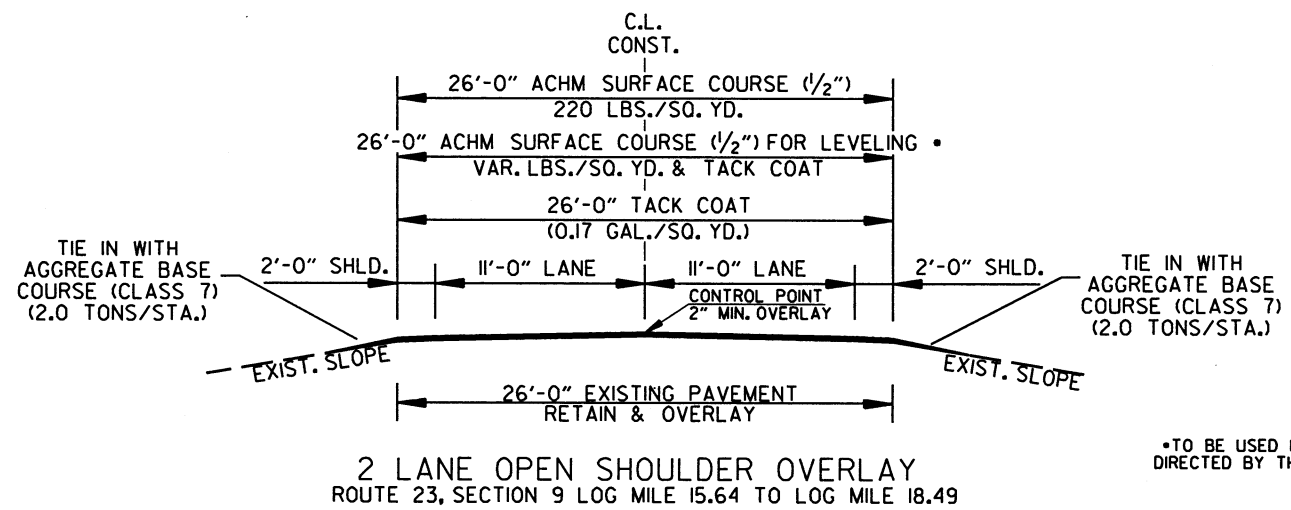 C.L.
CONST.
26'-0" ACHM SURFACE COURSE (1/2")
220 LBS./SQ. YD.
26'-0" ACHM SURFACE COURSE (1/2") FOR LEVELING •
VAR. LBS./SQ. YD. & TACK COAT
26'-0" TACK COAT
(0.17 GAL./SQ. YD.)
TIE IN WITH
AGGREGATE BASE
COURSE (CLASS 7)
(2.0 TONS/STA.)
2'-0" SHLD.
11'-0" LANE
11'-0" LANE
2'-0" SHLD.
TIE IN WITH
AGGREGATE BASE
COURSE (CLASS 7)
(2.0 TONS/STA.)
CONTROL POINT
2" MIN. OVERLAY
EXIST. SLOPE
EXIST. SLOPE
26'-0" EXISTING PAVEMENT
RETAIN & OVERLAY
•TO BE USED
DIRECTED BY
2 LANE OPEN SHOULDER OVERLAY
ROUTE 23, SECTION 9 LOG MILE 15.64 TO LOG MILE 18.49